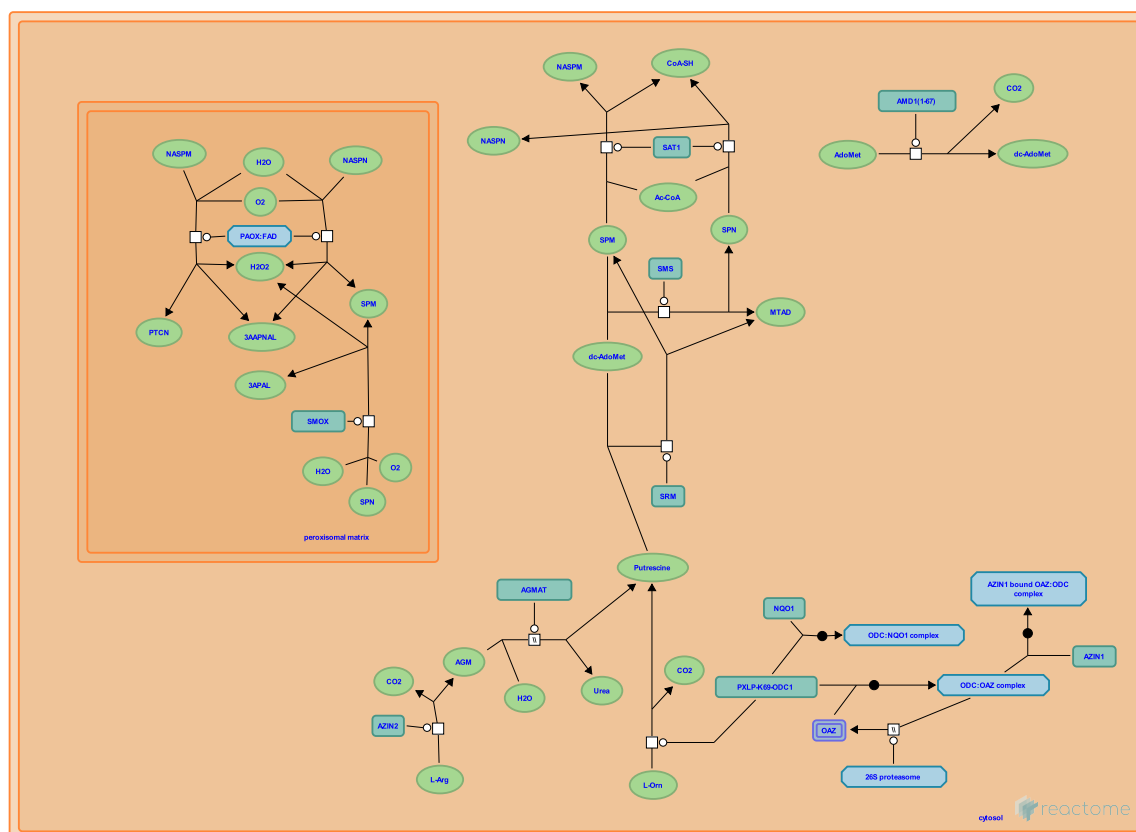 NASPM
CoA-SH
CO2
AMD1(1-67)
NASPN
SAT1
AdoMet
dc-AdoMet
NASPM
H2O
NASPN
O2
Ac-CoA
PAOX:FAD
SPM
SPN
H2O2
SMS
SPM
MTAD
PTCN
3AAPNAL
dc-AdoMet
3APAL
SMOX
H2O
O2
SPN
SRM
peroxisomal matrix
Putrescine
AGMAT
AZIN1 bound OAZ:ODC
complex
NQO1
ODC:NQO1 complex
AGM
AZIN1
CO2
CO2
H2O
Urea
PXLP-K69-ODC1
ODC:OAZ complex
AZIN2
OAZ
L-Arg
L-Orn
26S proteasome
cytosol
reactome